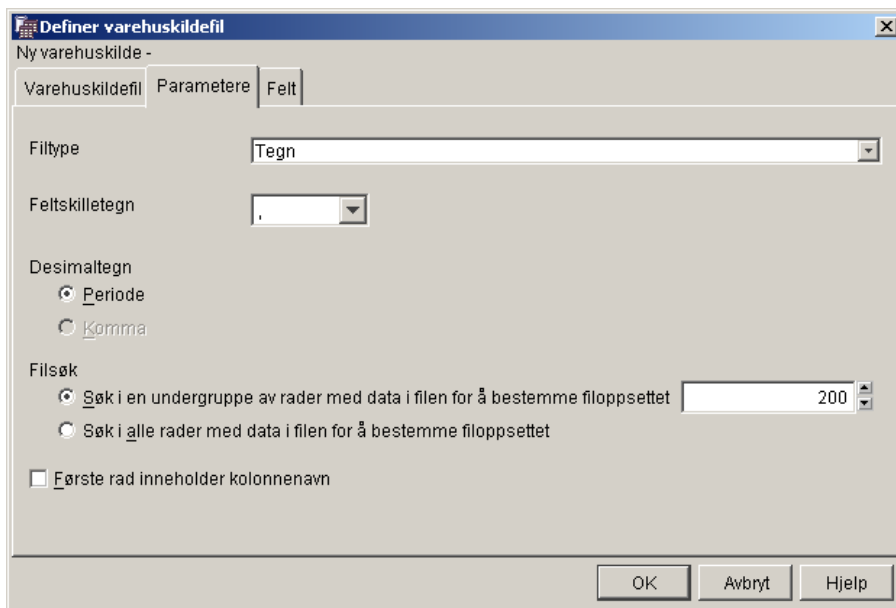 Definer varehuskildefil
Ny varehuskilde -
Varehuskildefil Parametere Felt
Filtype Tegn
Feltskilletegn ,
Desimaltegn
Periode
Komma
Filsøk
Søk i en undergruppe av rader med data i filen for å bestemme filoppsettet 200
Søk i alle rader med data i filen for å bestemme filoppsettet
Første rad inneholder kolonnenavn
OK Avbryt Hjelp